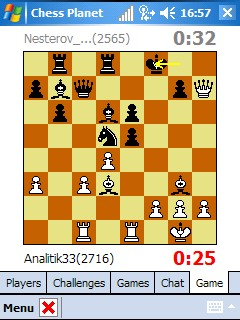 Chess Planet 16:57
Nesterov_...(2565) 0:32
Analitik33(2716) 0:25
Players Challenges Games Chat Game
Menu